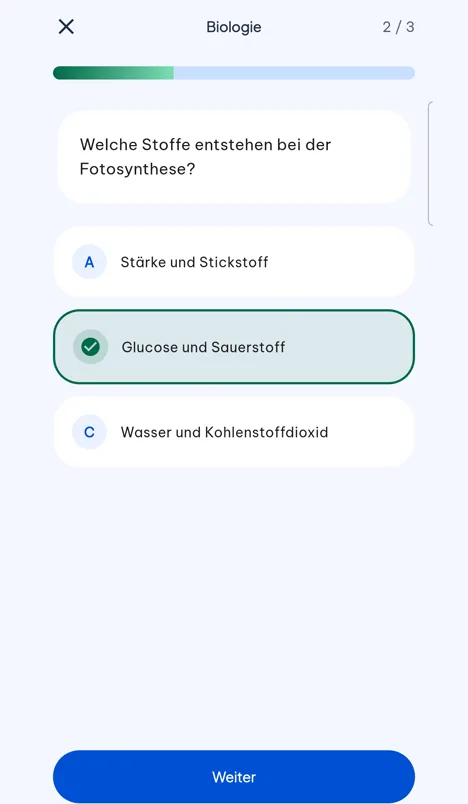 Biologie
2 / 3
Welche Stoffe entstehen bei der
Fotosynthese?
A
Stärke und Stickstoff
Glucose und Sauerstoff
C
Wasser und Kohlenstoffdioxid
Weiter